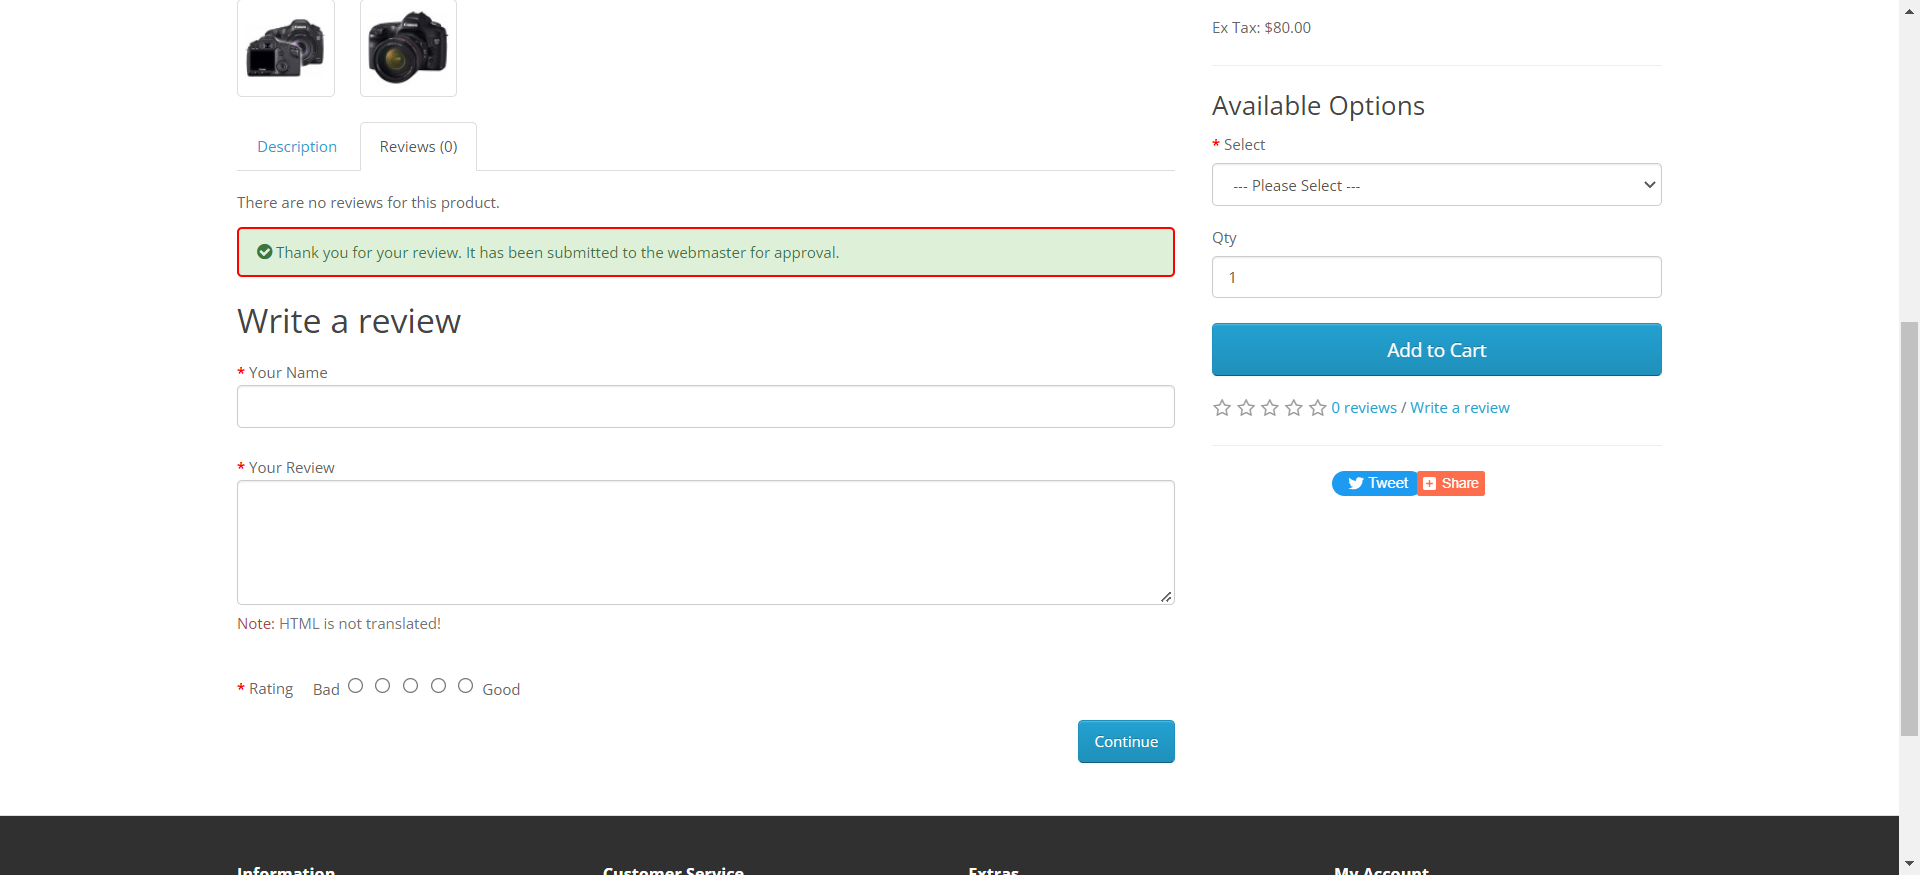 Ex Tax: $80.00
Available Options
* Select
--- Please Select ---
Qty
1
Add to Cart
0 reviews / Write a review
Tweet
Share
Description
Reviews (0)
There are no reviews for this product.
Thank you for your review. It has been submitted to the webmaster for approval.
Write a review
* Your Name
* Your Review
Note: HTML is not translated!
* Rating Bad Good
Continue
Information
Customer Service
Extras
My Account